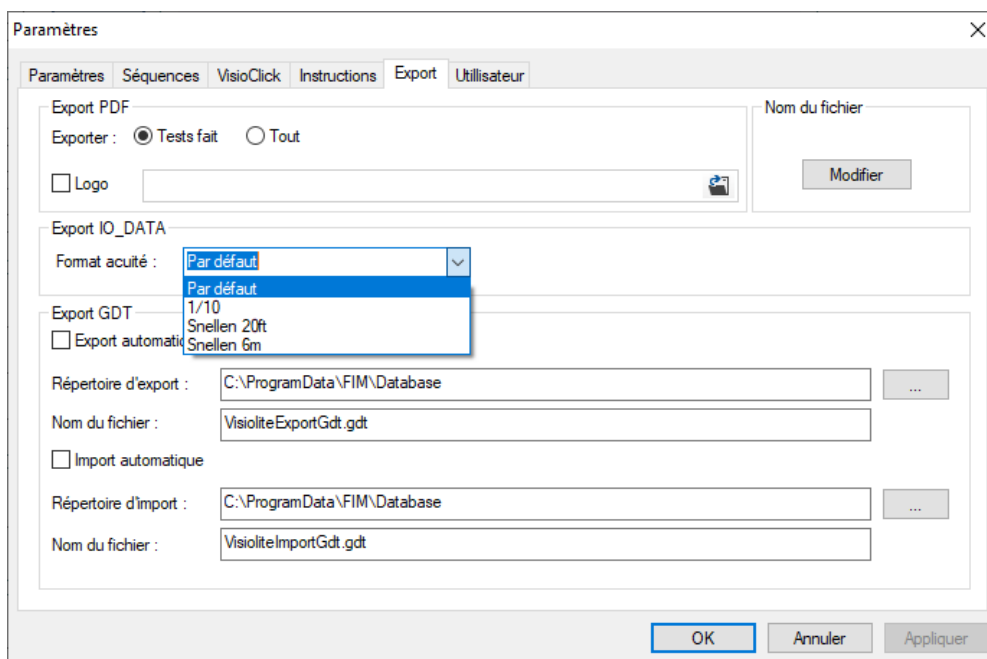 Paramètres
Paramètres Séquences VisioClick Instructions Export Utilisateur
Export PDF
Exporter : Tests fait Tout
Logo
Nom du fichier
Modifier
Export IO_DATA
Format acuité : Par défaut
Par défaut
1/10
Snellen 20ft
Snellen 6m
Export GDT
Export automatiq
Répertoire d'export : C:\ProgramData\FIM\Database ...
Nom du fichier : VisioliteExportGdt.gdt
Import automatique
Répertoire d'import : C:\ProgramData\FIM\Database ...
Nom du fichier : VisioliteImportGdt.gdt
OK Annuler Appliquer